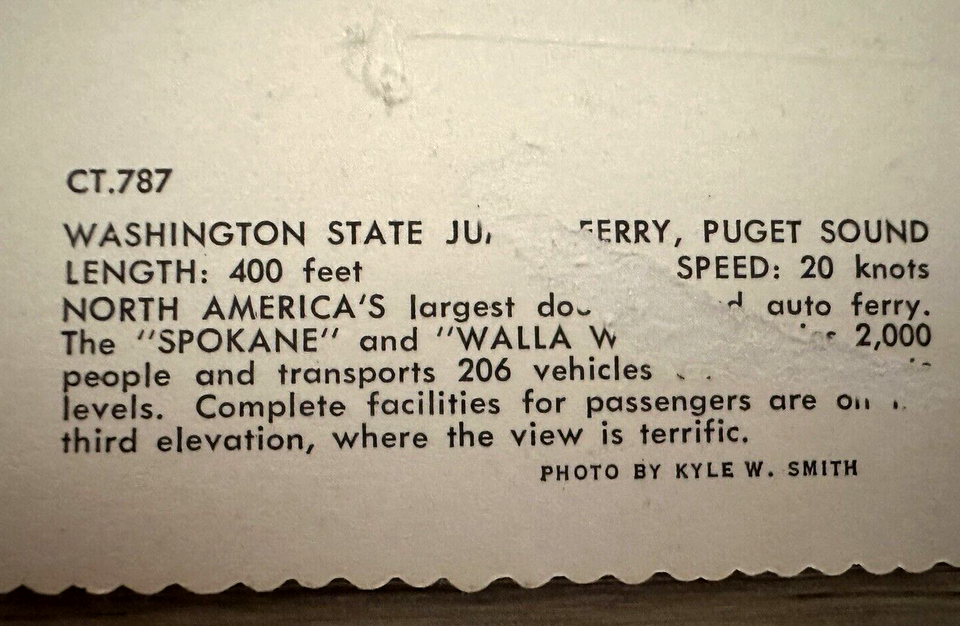 CT.787
WASHINGTON STATE FERRY, PUGET SOUND
LENGTH: 400 feet SPEED: 20 knots
NORTH AMERICA'S largest auto ferry.
The "SPOKANE" and "WALLA 2,000
people and transports 206 vehicles
levels. Complete facilities for passengers are on
third elevation, where the view is terrific.
PHOTO BY KYLE W. SMITH